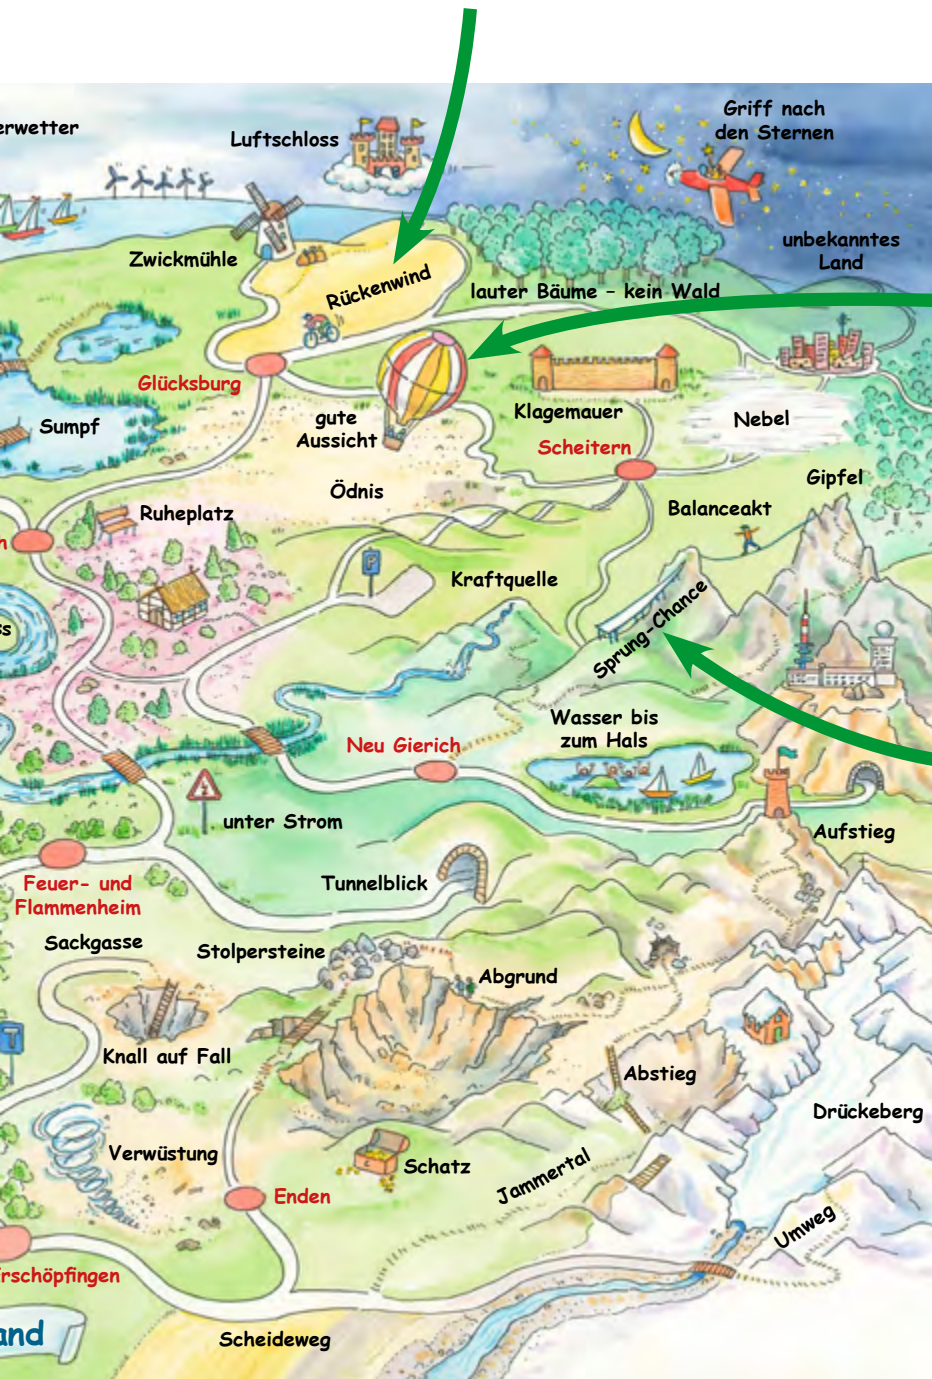 Griff nach
den Sternen
erwetter
Luftschloss
unbekanntes
Land
Zwickmühle
Rückenwind
lauter Bäume - kein Wald
Glücksburg
gute
Aussicht
Klagemauer
Nebel
Sumpf
Scheitern
Gipfel
Ödnis
Balanceakt
Ruheplatz
h
P
Kraftquelle
ss
Sprung-Chance
Wasser bis
zum Hals
Neu Gierich
unter Strom
Aufstieg
Feuer- und
Flammenheim
Tunnelblick
Sackgasse
Stolpersteine
Abgrund
Knall auf Fall
Abstieg
Drückeberg
Verwüstung
Schatz
Jammertal
Enden
Umweg
rschöpfingen
and
Scheideweg